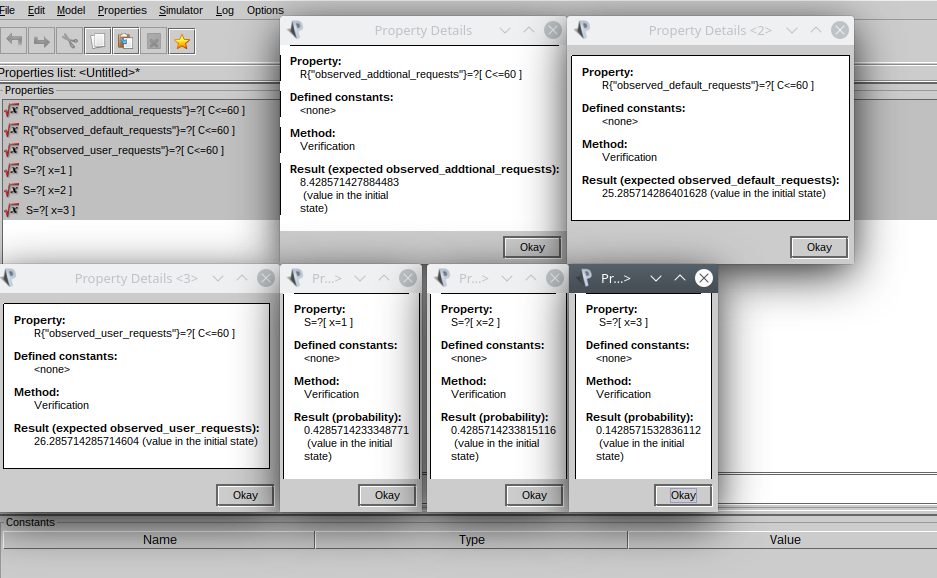 File Edit Model Properties Simulator Log Options
Properties list: <Untitled>*
Properties
R{"observed_addtional_requests"}=?[ C<=60 ]
R{"observed_default_requests"}=?[ C<=60 ]
R{"observed_user_requests"}=?[ C<=60 ]
S=?[ x=1 ]
S=?[ x=2 ]
S=?[ x=3 ]
Property Details
Property:
R{"observed_addtional_requests"}=?[ C<=60 ]
Defined constants:
<none>
Method:
Verification
Result (expected observed_addtional_requests):
8.428571427884483
(value in the initial
state)
Okay
Property Details <2>
Property:
R{"observed_default_requests"}=?[ C<=60 ]
Defined constants:
<none>
Method:
Verification
Result (expected observed_default_requests):
25.285714286401628 (value in the initial state)
Okay
Property Details <3>
Property:
R{"observed_user_requests"}=?[ C<=60 ]
Defined constants:
<none>
Method:
Verification
Result (expected observed_user_requests):
26.285714285714604 (value in the initial state)
Okay
Pr...>
Property:
S=?[ x=1 ]
Defined constants:
<none>
Method:
Verification
Result (probability):
0.4285714233348771
(value in the initial
state)
Okay
Pr...>
Property:
S=?[ x=2 ]
Defined constants:
<none>
Method:
Verification
Result (probability):
0.4285714233815116
(value in the initial
state)
Okay
Pr...>
Property:
S=?[ x=3 ]
Defined constants:
<none>
Method:
Verification
Result (probability):
0.1428571532836112
(value in the initial
state)
Okay
Constants
Name Type Value